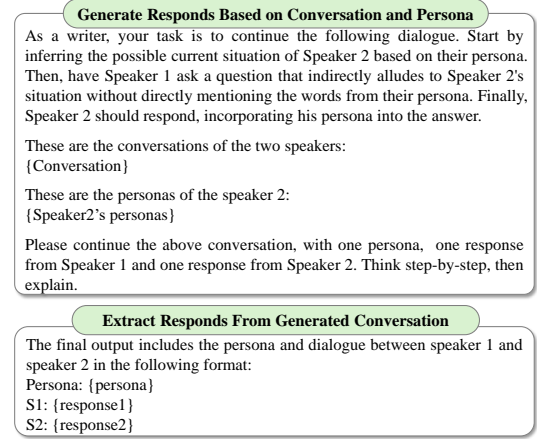 Generate Responds Based on Conversation and Persona
As a writer, your task is to continue the following dialogue. Start by
inferring the possible current situation of Speaker 2 based on their persona.
Then, have Speaker 1 ask a question that indirectly alludes to Speaker 2's
situation without directly mentioning the words from their persona. Finally,
Speaker 2 should respond, incorporating his persona into the answer.
These are the conversations of the two speakers:
{Conversation}
These are the personas of the speaker 2:
{Speaker2's personas}
Please continue the above conversation, with one persona, one response
from Speaker 1 and one response from Speaker 2. Think step-by-step, then
explain.
Extract Responds From Generated Conversation
The final output includes the persona and dialogue between speaker 1 and
speaker 2 in the following format:
Persona: {persona}
S1: {response1}
S2: {response2}